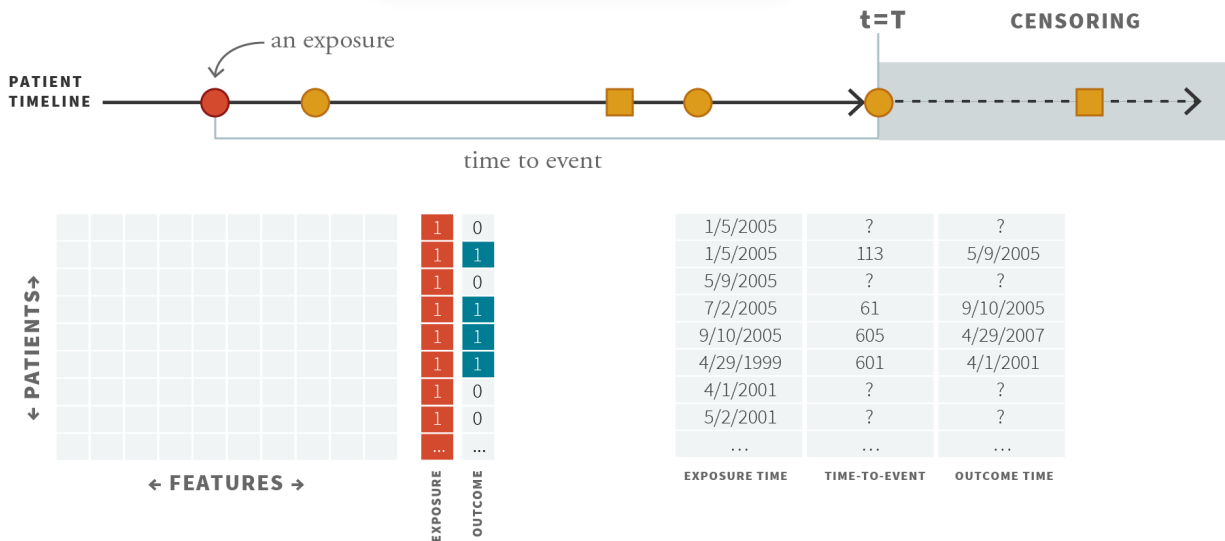 t=T
CENSORING
an exposure
PATIENT
TIMELINE
time to event
1 0 1/5/2005 ? ?
1 1 1/5/2005 113 5/9/2005
1 0 5/9/2005 ? ?
1 1 7/2/2005 61 9/10/2005
1 1 9/10/2005 605 4/29/2007
1 1 4/29/1999 601 4/1/2001
1 0 4/1/2001 ? ?
1 0 5/2/2001 ? ?
... ... ... ... ...
← PATIENTS→
← FEATURES →
EXPOSURE
OUTCOME
EXPOSURE TIME TIME-TO-EVENT OUTCOME TIME